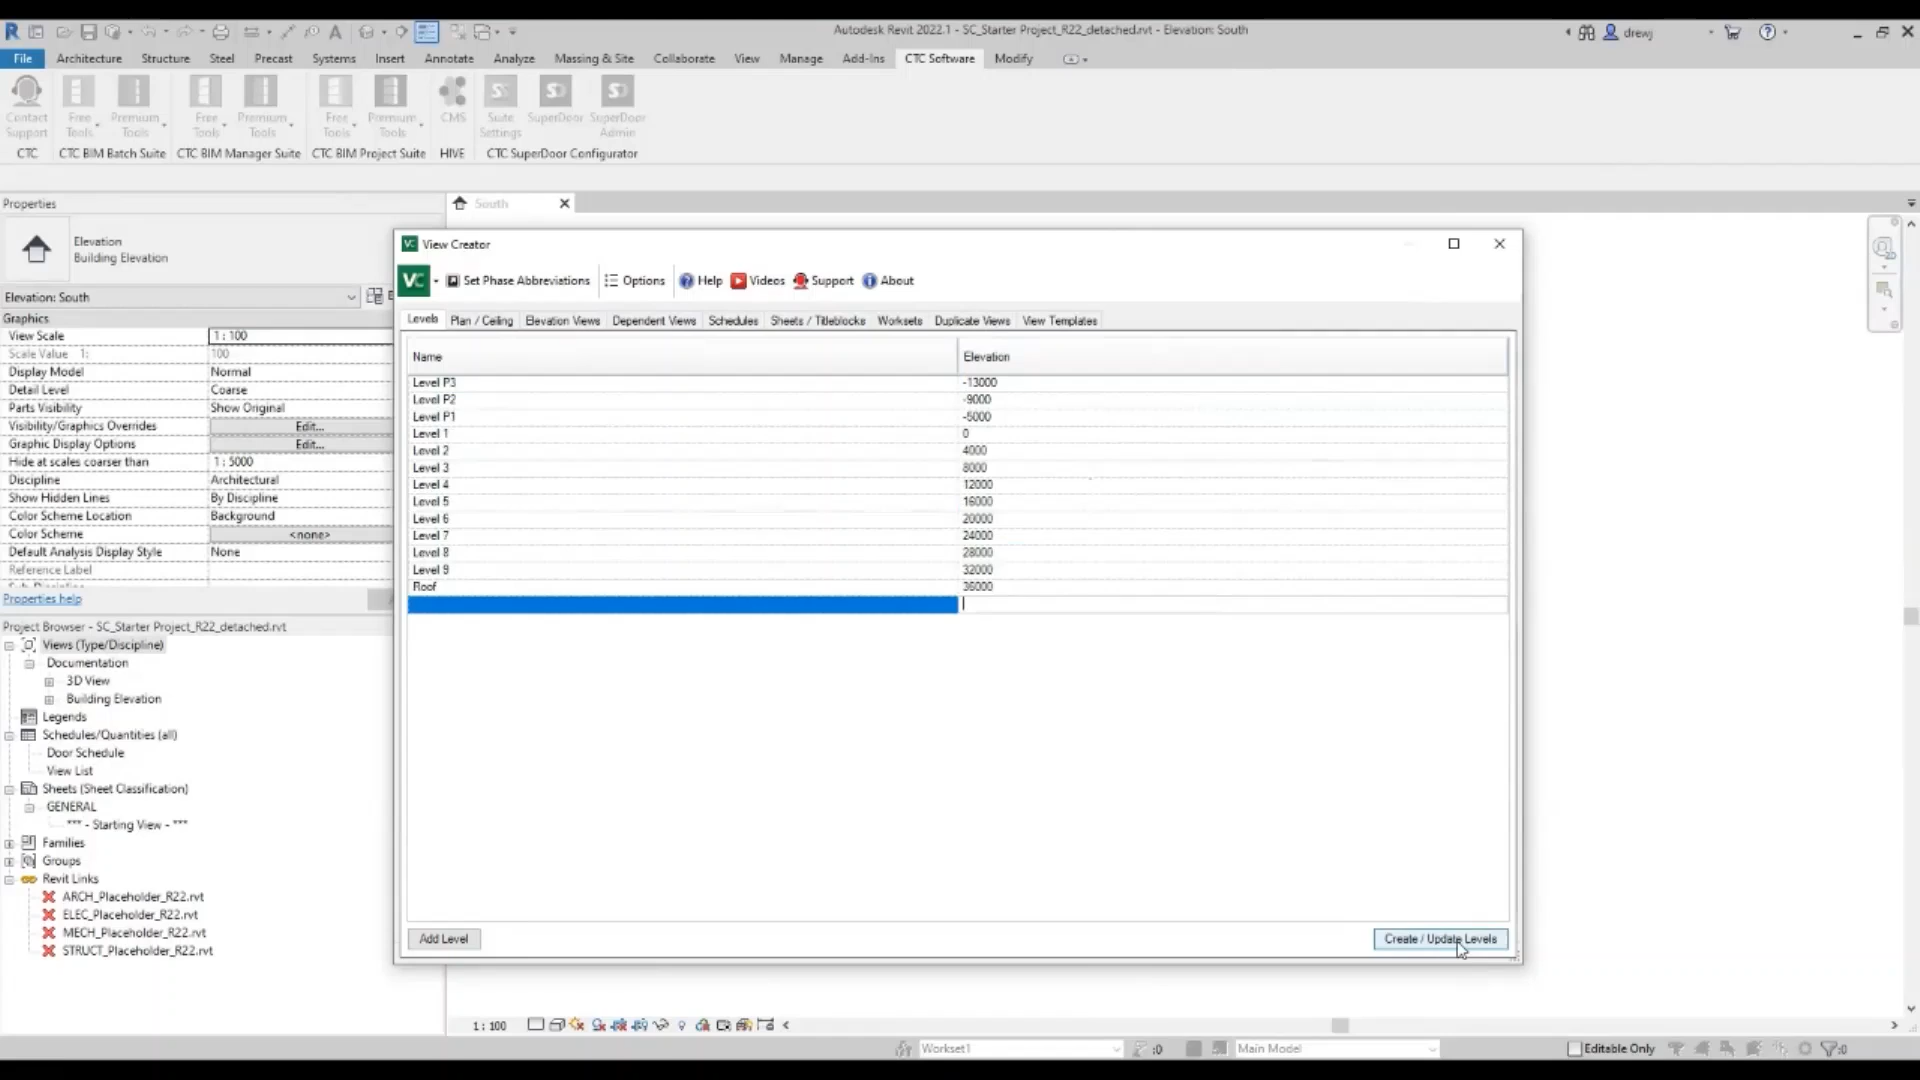 Autodesk Revit 2022.1 - SC_Starter Project_R22_detached.rvt - Elevation: South
drewj
File Architecture Structure Steel Precast Systems Insert Annotate Analyze Massing & Site Collaborate View Manage Add-Ins CTC Software Modify
Contact Support
Free Tools
Premium Tools
Free Tools
Premium Tools
Free Tools
Premium Tools
CMS
Suite Settings
SuperDoor
SuperDoor Admin
CTC CTC BIM Batch Suite CTC BIM Manager Suite CTC BIM Project Suite HIVE CTC SuperDoor Configurator
Properties
South
Elevation
Building Elevation
Elevation: South
Graphics
View Scale 1 : 100
Scale Value 1: 100
Display Model Normal
Detail Level Coarse
Parts Visibility Show Original
Visibility/Graphics Overrides Edit...
Graphic Display Options Edit...
Hide at scales coarser than 1 : 5000
Discipline Architectural
Show Hidden Lines By Discipline
Color Scheme Location Background
Color Scheme <none>
Default Analysis Display Style None
Reference Label
Properties help
Project Browser - SC_Starter Project_R22_detached.rvt
Views (Type/Discipline)
Documentation
3D View
Building Elevation
Legends
Schedules/Quantities (all)
Door Schedule
View List
Sheets (Sheet Classification)
GENERAL
*** - Starting View - ***
Families
Groups
Revit Links
ARCH_Placeholder_R22.rvt
ELEC_Placeholder_R22.rvt
MECH_Placeholder_R22.rvt
STRUCT_Placeholder_R22.rvt
VC View Creator
VC Set Phase Abbreviations Options Help Videos Support About
Levels Plan / Ceiling Elevation Views Dependent Views Schedules Sheets / Titleblocks Worksets Duplicate Views View Templates
Name Elevation
Level P3 -13000
Level P2 -9000
Level P1 -5000
Level 1 0
Level 2 4000
Level 3 8000
Level 4 12000
Level 5 16000
Level 6 20000
Level 7 24000
Level 8 28000
Level 9 32000
Roof 36000
Add Level
Create / Update Levels
1 : 100
Workset1
:0
Main Model
Editable Only
:0